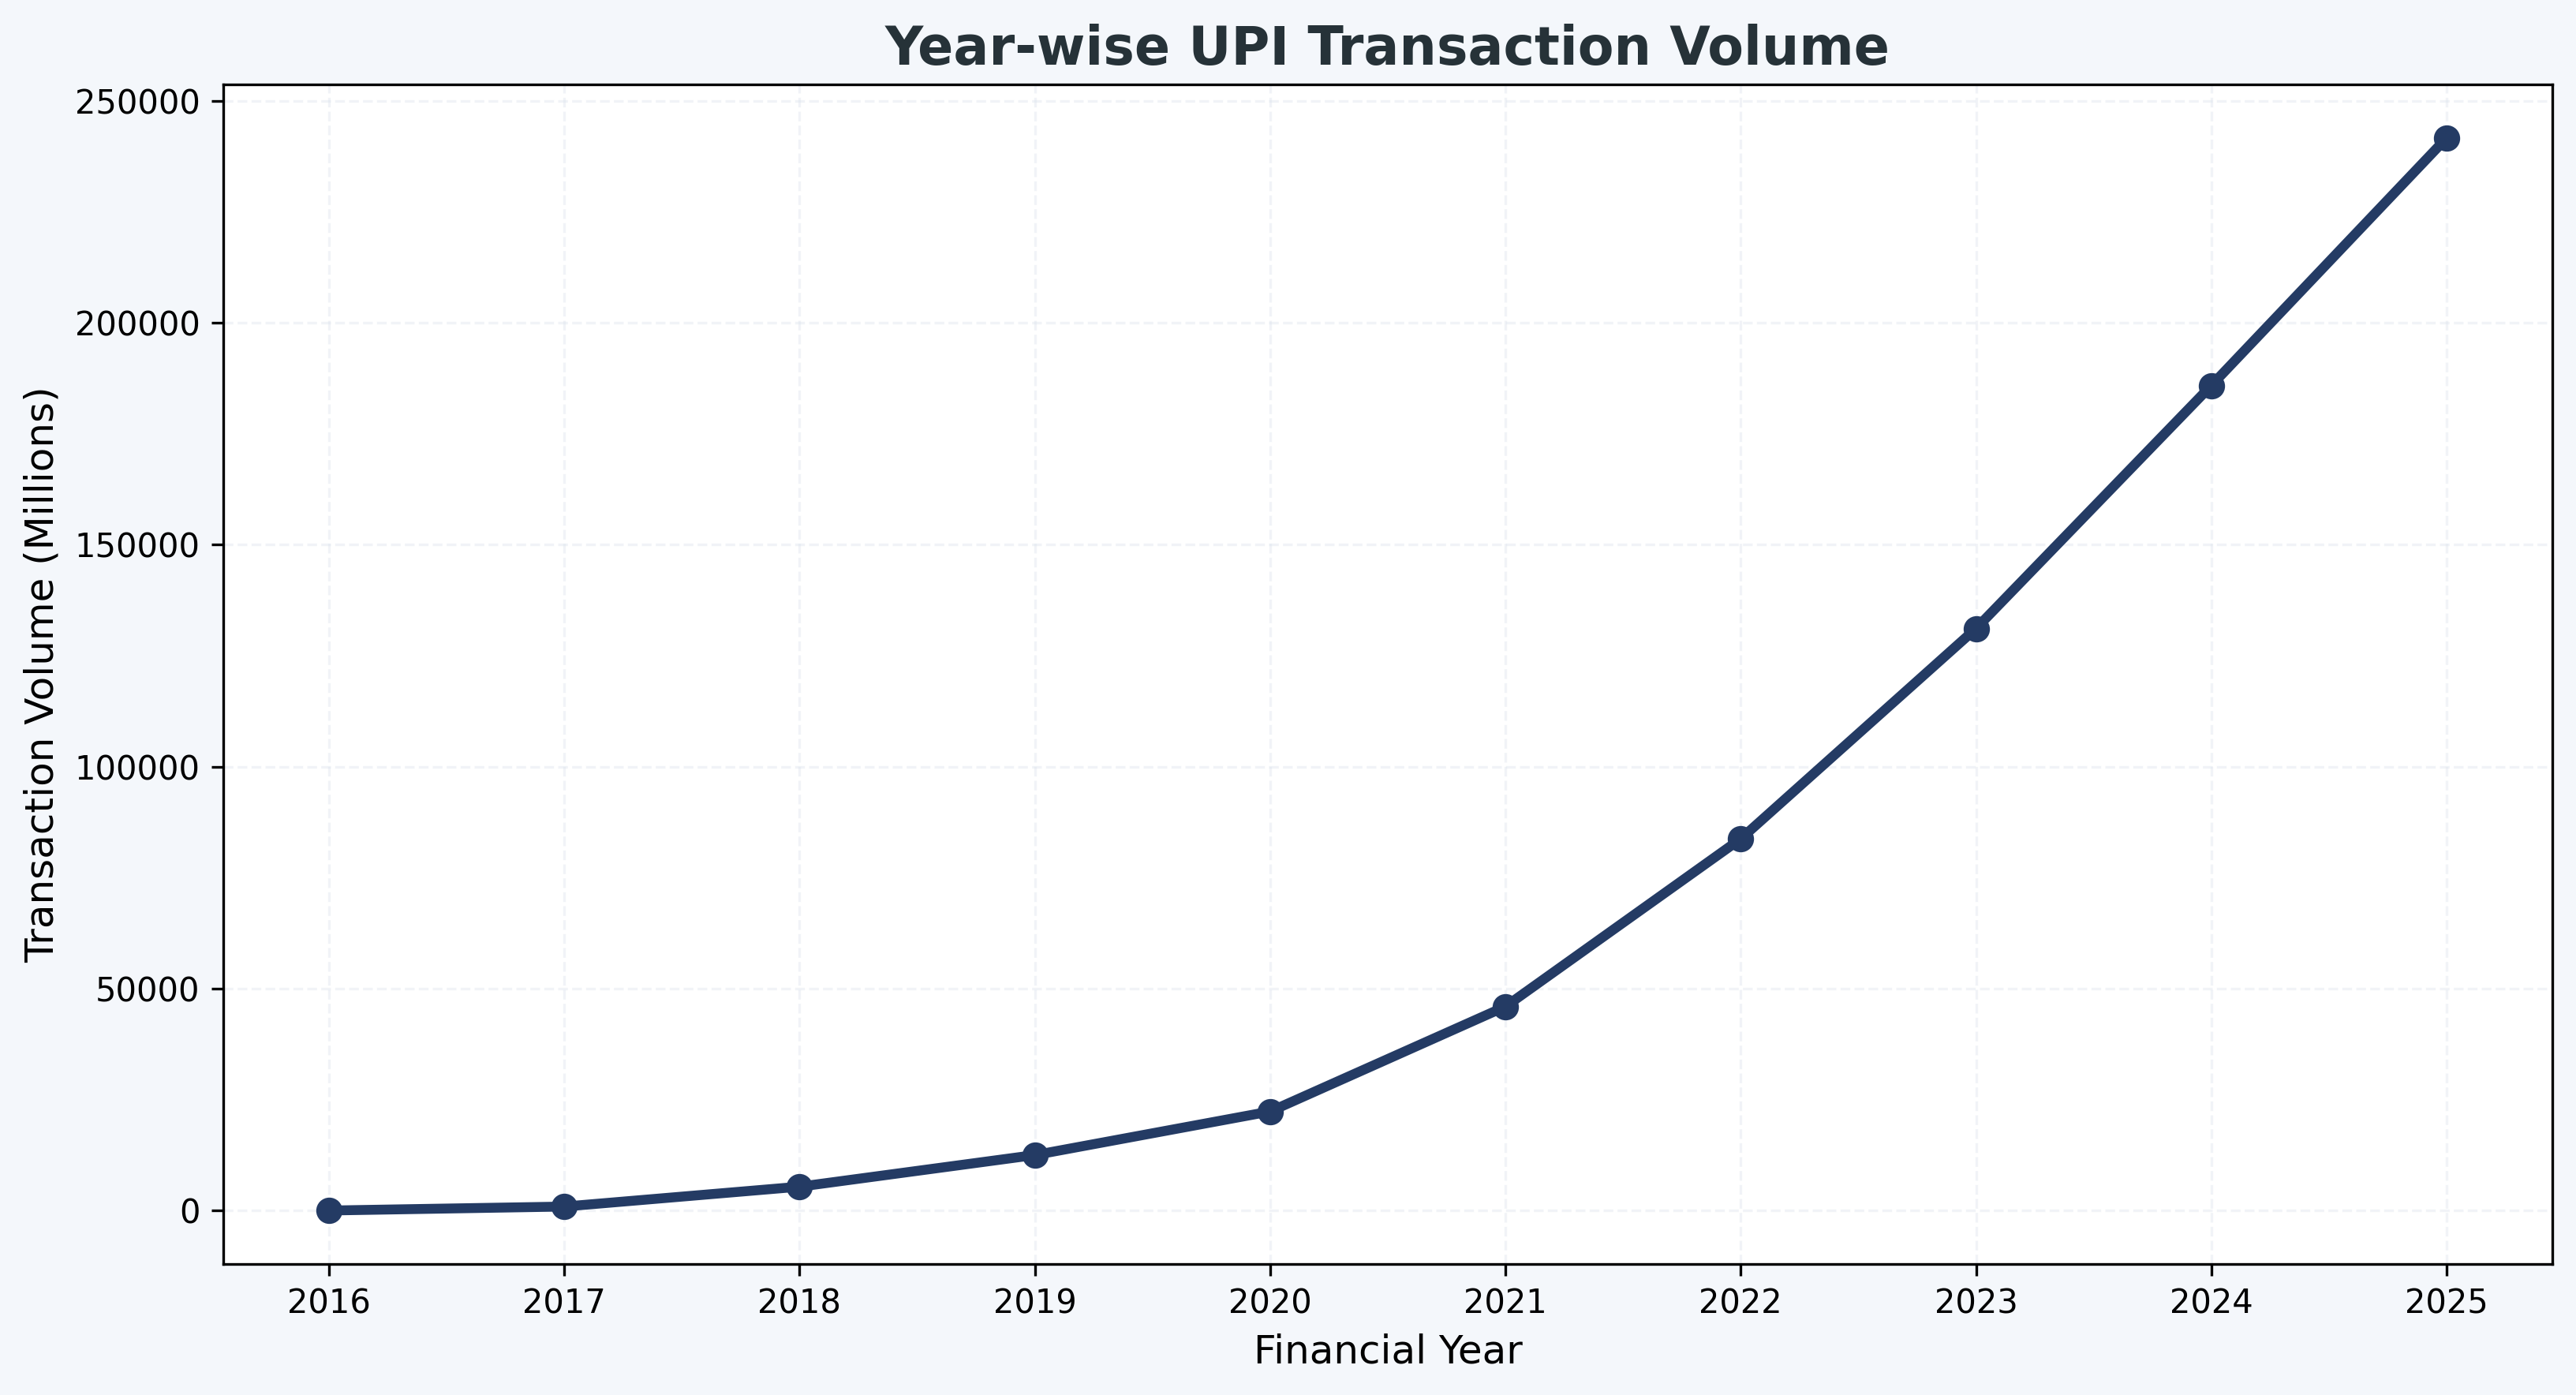 Year-wise UPI Transaction Volume
Transaction Volume (Millions)
250000
200000
150000
100000
50000
0
2016 2017 2018 2019 2020 2021 2022 2023 2024 2025
Financial Year